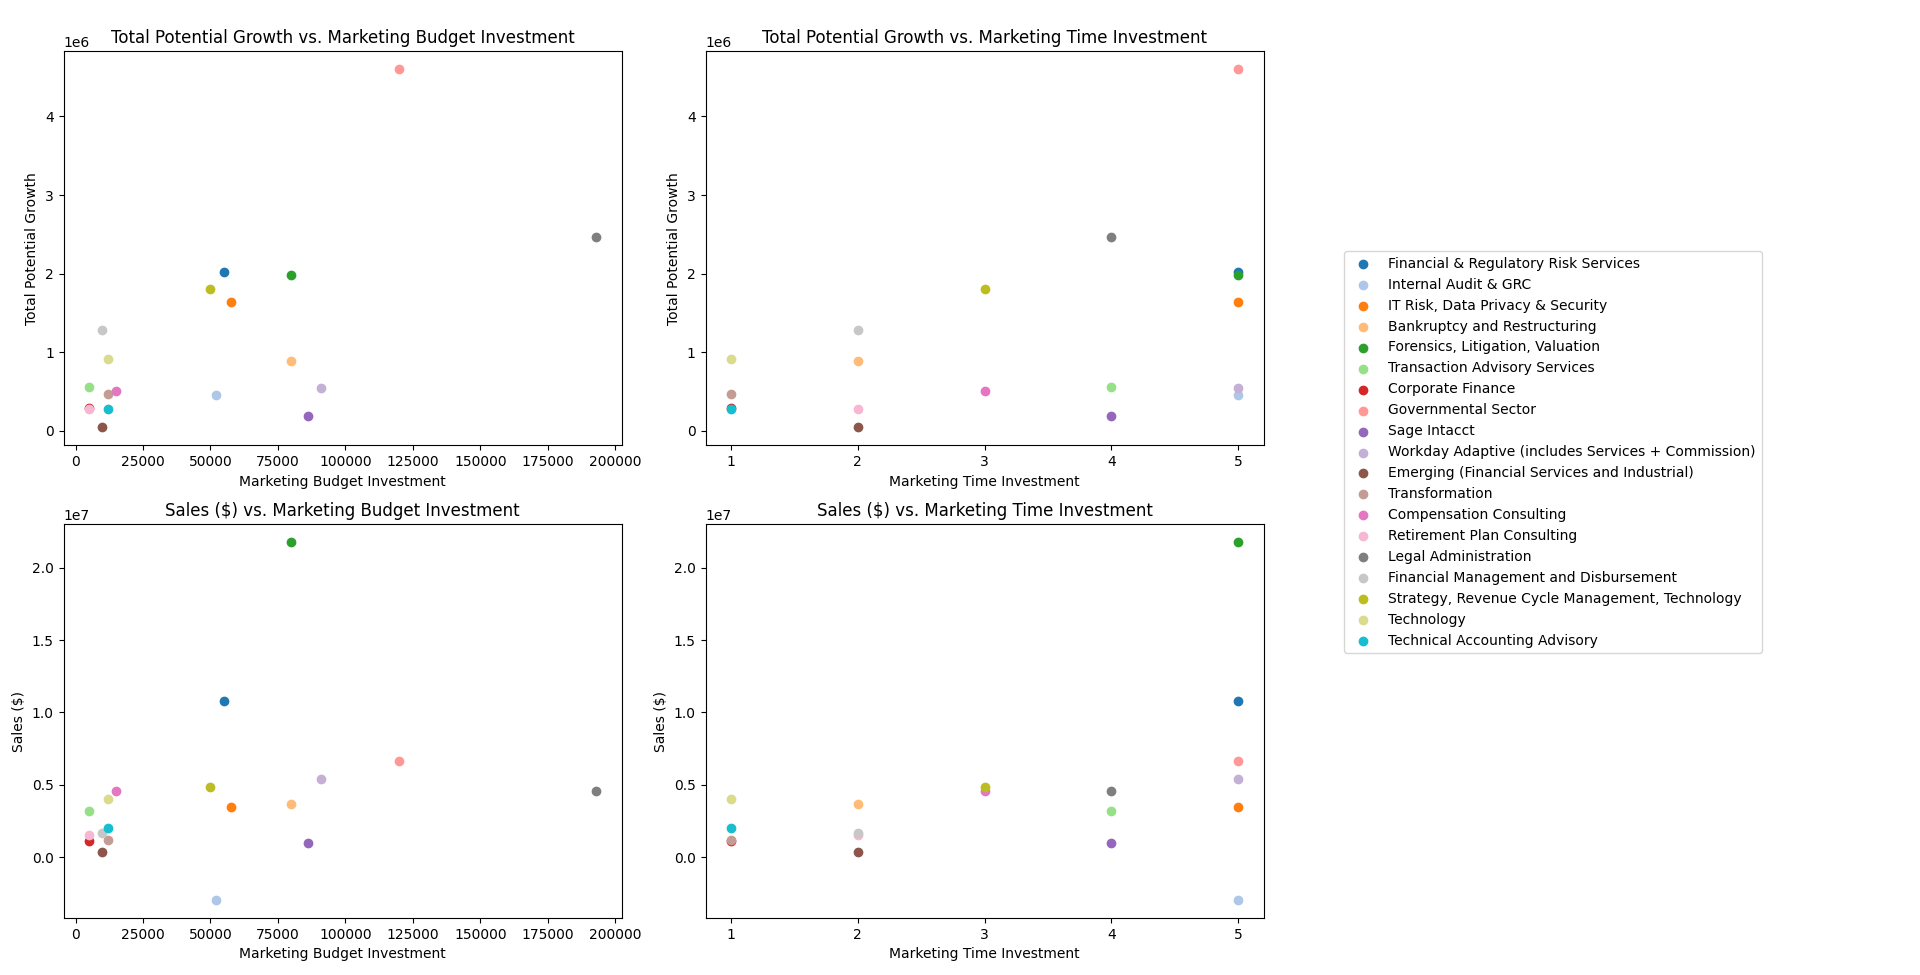 Total Potential Growth vs. Marketing Budget Investment
1e6
Total Potential Growth
4
3
2
1
0
0 25000 50000 75000 100000 125000 150000 175000 200000
Marketing Budget Investment
Total Potential Growth vs. Marketing Time Investment
1e6
Total Potential Growth
4
3
2
1
0
1 2 3 4 5
Marketing Time Investment
Sales ($) vs. Marketing Budget Investment
1e7
Sales ($)
2.0
1.5
1.0
0.5
0.0
0 25000 50000 75000 100000 125000 150000 175000 200000
Marketing Budget Investment
Sales ($) vs. Marketing Time Investment
1e7
Sales ($)
2.0
1.5
1.0
0.5
0.0
1 2 3 4 5
Marketing Time Investment
Financial & Regulatory Risk Services
Internal Audit & GRC
IT Risk, Data Privacy & Security
Bankruptcy and Restructuring
Forensics, Litigation, Valuation
Transaction Advisory Services
Corporate Finance
Governmental Sector
Sage Intacct
Workday Adaptive (includes Services + Commission)
Emerging (Financial Services and Industrial)
Transformation
Compensation Consulting
Retirement Plan Consulting
Legal Administration
Financial Management and Disbursement
Strategy, Revenue Cycle Management, Technology
Technology
Technical Accounting Advisory